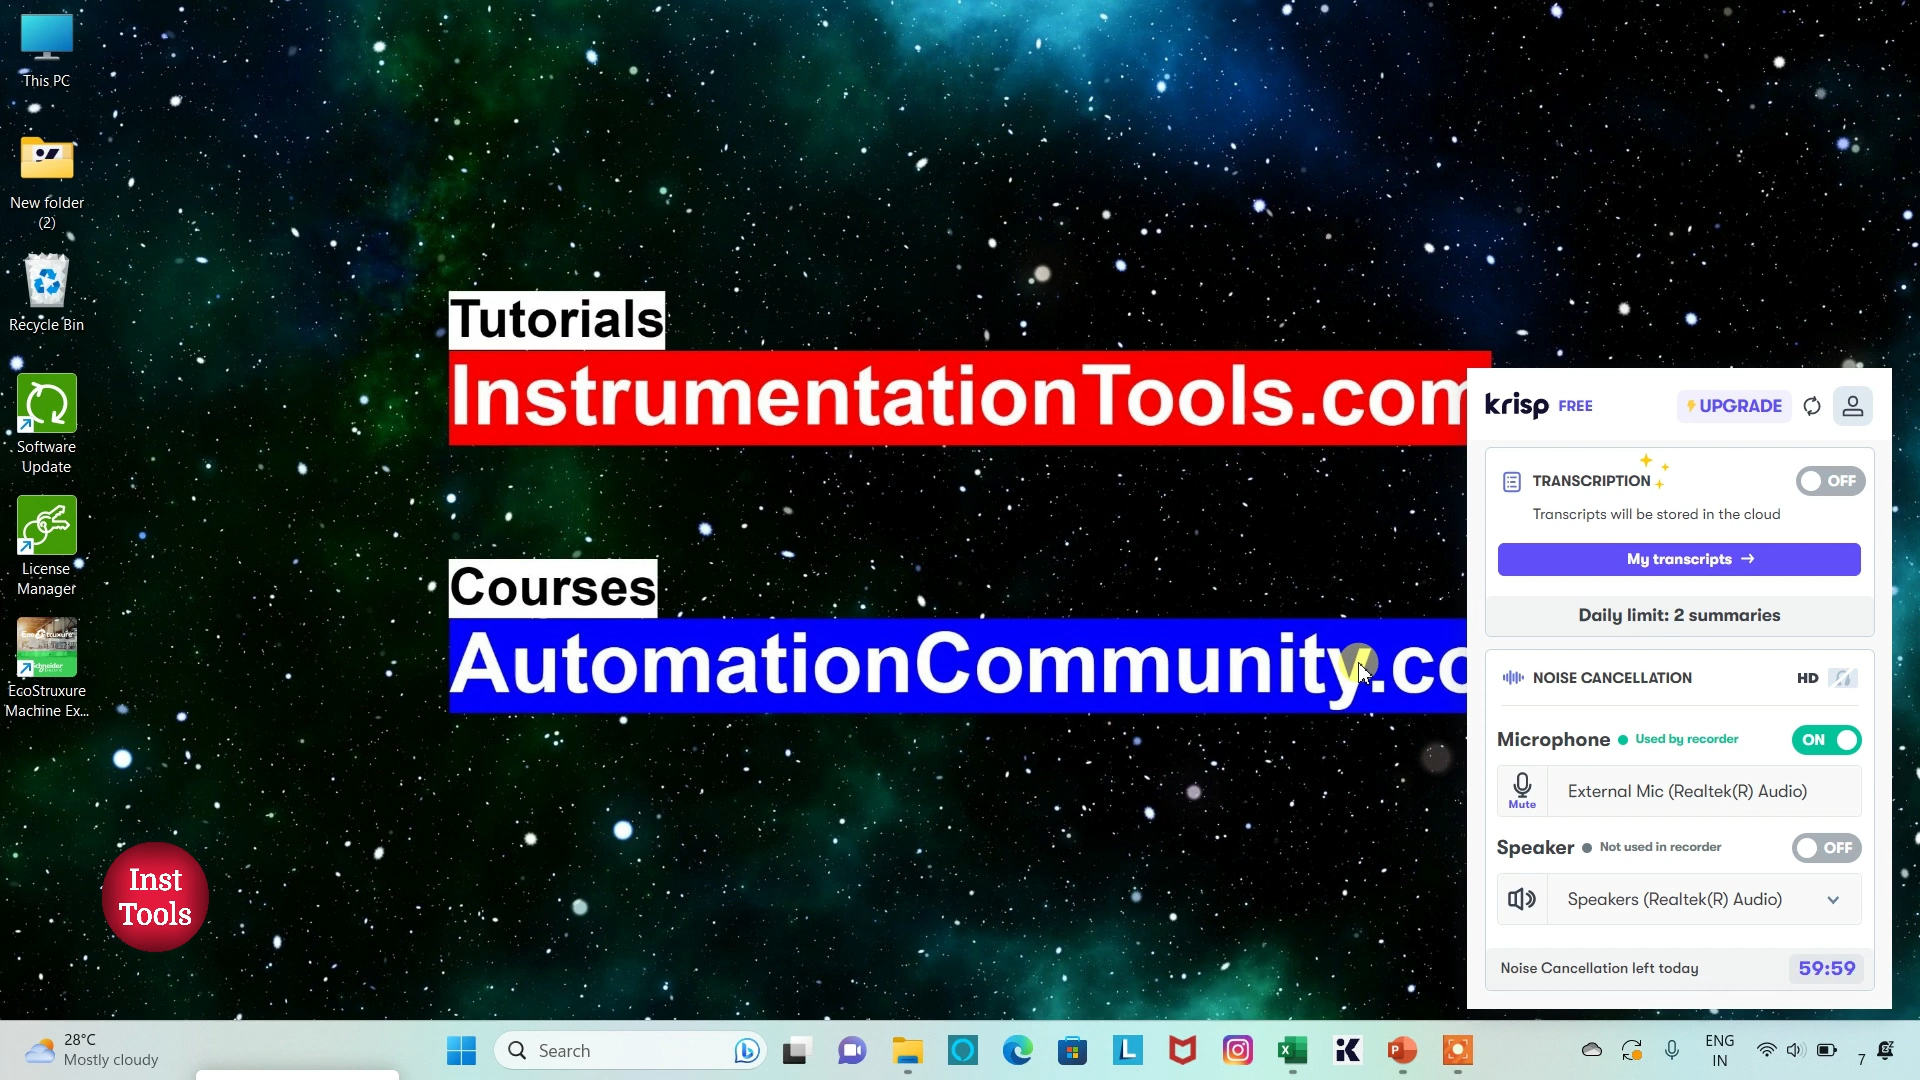 This PC
New folder
(2)
Recycle Bin
Software
Update
License
Manager
EcoStruxure
Machine Ex...
Inst
Tools
Tutorials
InstrumentationTools.com
Courses
AutomationCommunity.co
krisp FREE
UPGRADE
TRANSCRIPTION
OFF
Transcripts will be stored in the cloud
My transcripts →
Daily limit: 2 summaries
NOISE CANCELLATION
HD
Microphone
Used by recorder
ON
Mute
External Mic (Realtek(R) Audio)
Speaker
Not used in recorder
OFF
Speakers (Realtek(R) Audio)
Noise Cancellation left today
59:59
28°C
Mostly cloudy
Search
ENG
IN
7